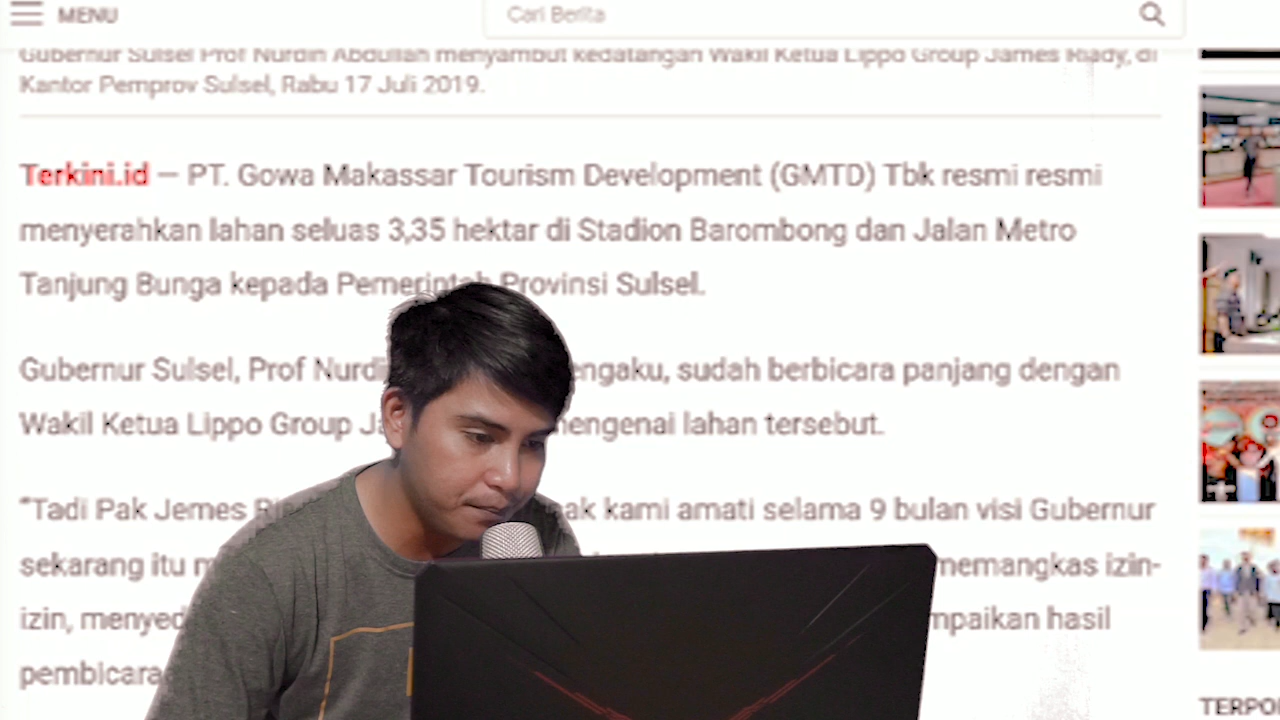 MENU
Cari Berita
Gubernur Sulsel Prof Nurdin Abdullah menyambut kedatangan Wakil Ketua Lippo Group James Riady, di
Kantor Pemprov Sulsel, Rabu 17 Juli 2019.
Terkini.id — PT. Gowa Makassar Tourism Development (GMTD) Tbk resmi resmi
menyerahkan lahan seluas 3,35 hektar di Stadion Barombong dan Jalan Metro
Tanjung Bunga kepada Pemerintah Provinsi Sulsel.
Gubernur Sulsel, Prof Nurdi engaku, sudah berbicara panjang dengan
Wakil Ketua Lippo Group Ja mengenai lahan tersebut.
“Tadi Pak Jemes Ri ak kami amati selama 9 bulan visi Gubernur
sekarang itu m memangkas izin-
izin, menyed mpaikan hasil
pembicara
TERPO